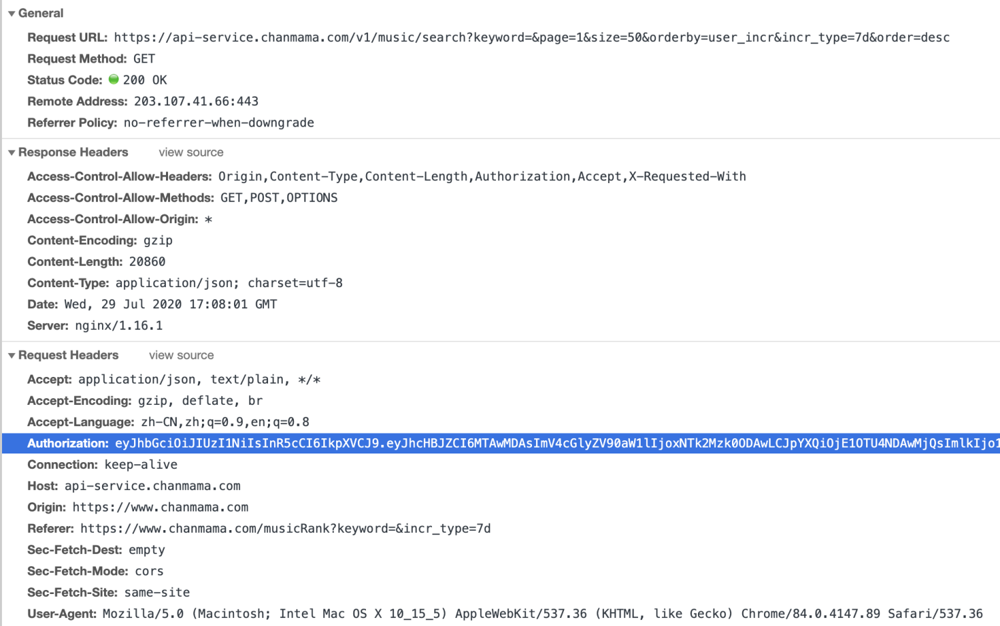 General
Request URL: https://api-service.chanmama.com/v1/music/search?keyword=&page=1&size=50&orderby=user_incr&incr_type=7d&order=desc
Request Method: GET
Status Code: 200 OK
Remote Address: 203.107.41.66:443
Referrer Policy: no-referrer-when-downgrade
Response Headers view source
Access-Control-Allow-Headers: Origin,Content-Type,Content-Length,Authorization,Accept,X-Requested-With
Access-Control-Allow-Methods: GET,POST,OPTIONS
Access-Control-Allow-Origin: *
Content-Encoding: gzip
Content-Length: 20860
Content-Type: application/json; charset=utf-8
Date: Wed, 29 Jul 2020 17:08:01 GMT
Server: nginx/1.16.1
Request Headers view source
Accept: application/json, text/plain, */*
Accept-Encoding: gzip, deflate, br
Accept-Language: zh-CN,zh;q=0.9,en;q=0.8
Authorization: eyJhbGciOiJIUzI1NiIsInR5cCI6IkpXVCJ9.eyJhcHBJZCI6MTAwMDAsImV4cGlyZV90aW1lIjoxNTk2Mzk0ODAwLCJpYXQiOjE1OTU4NDAwMjQsImlkIjo1
Connection: keep-alive
Host: api-service.chanmama.com
Origin: https://www.chanmama.com
Referer: https://www.chanmama.com/musicRank?keyword=&incr_type=7d
Sec-Fetch-Dest: empty
Sec-Fetch-Mode: cors
Sec-Fetch-Site: same-site
User-Agent: Mozilla/5.0 (Macintosh; Intel Mac OS X 10_15_5) AppleWebKit/537.36 (KHTML, like Gecko) Chrome/84.0.4147.89 Safari/537.36